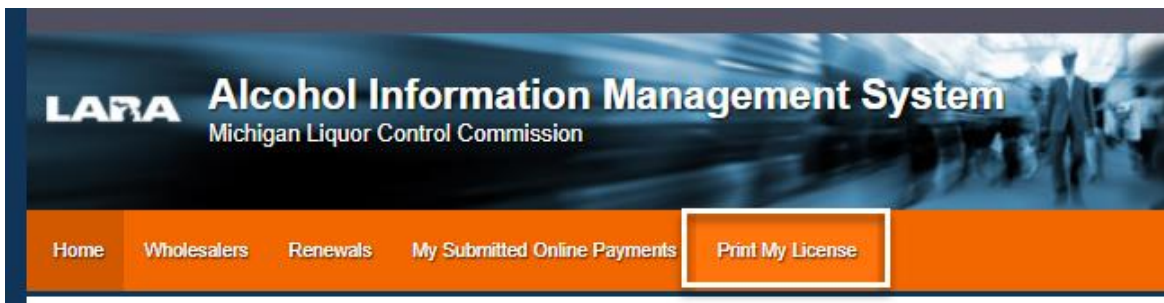 LARA
Alcohol Information Management System
Michigan Liquor Control Commission
Home Wholesalers Renewals My Submitted Online Payments Print My License